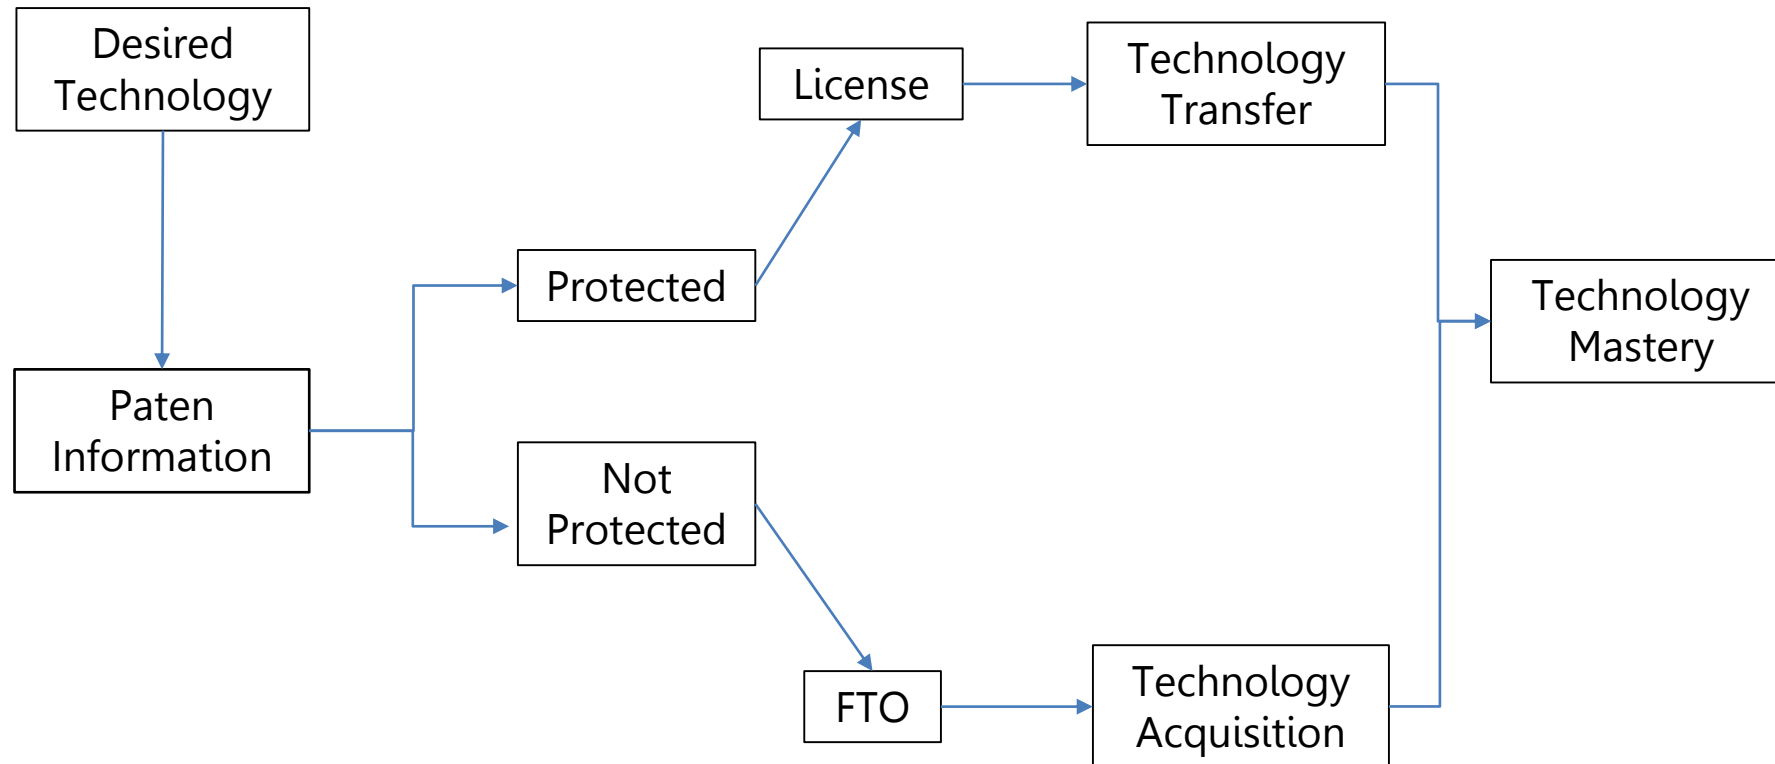 Desired
Technology
Paten
Information
Protected
Not
Protected
License
FTO
Technology
Transfer
Technology
Acquisition
Technology
Mastery